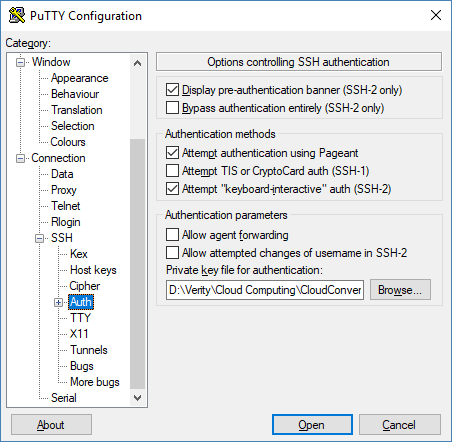 PuTTY Configuration
Category:
Window
Appearance
Behaviour
Translation
Selection
Colours
Connection
Data
Proxy
Telnet
Rlogin
SSH
Kex
Host keys
Cipher
Auth
TTY
X11
Tunnels
Bugs
More bugs
Serial
Options controlling SSH authentication
Display pre-authentication banner (SSH-2 only)
Bypass authentication entirely (SSH-2 only)
Authentication methods
Attempt authentication using Pageant
Attempt TIS or CryptoCard auth (SSH-1)
Attempt "keyboard-interactive" auth (SSH-2)
Authentication parameters
Allow agent forwarding
Allow attempted changes of username in SSH-2
Private key file for authentication:
D:\Verity\Cloud Computing\CloudConver
Browse...
About
Open
Cancel